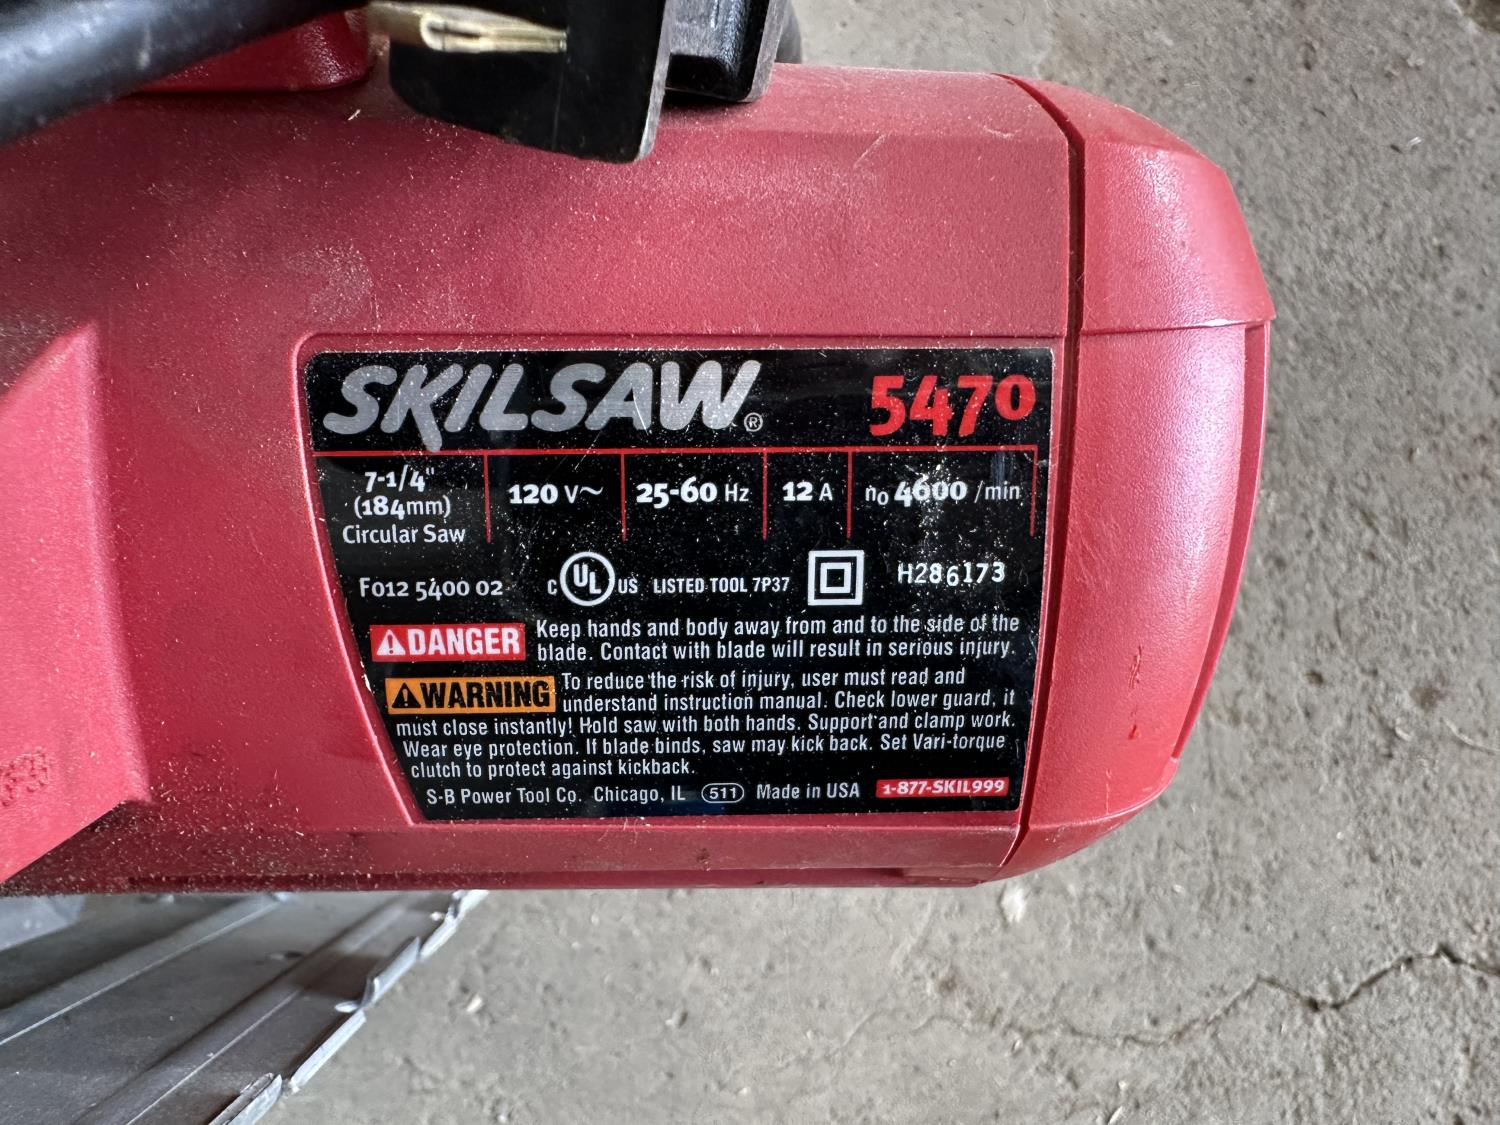 SKILSAW® 5470
7-1/4"
(184mm)
Circular Saw
120 V~
25-60 Hz
12 A
n₀ 4600 /min
F012 5400 02
C UL US LISTED TOOL 7P37
H286173
⚠DANGER Keep hands and body away from and to the side of the
blade. Contact with blade will result in serious injury.
⚠WARNING To reduce the risk of injury, user must read and
understand instruction manual. Check lower guard, it
must close instantly! Hold saw with both hands. Support and clamp work.
Wear eye protection. If blade binds, saw may kick back. Set Vari-torque
clutch to protect against kickback.
S-B Power Tool Co. Chicago, IL 511 Made in USA 1-877-SKIL999